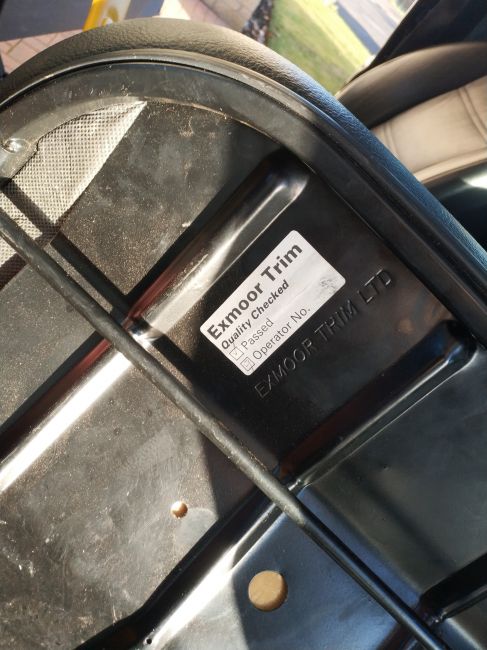 Exmoor Trim
Quality Checked
Passed
Operator No.
EXMOOR TRIM LTD